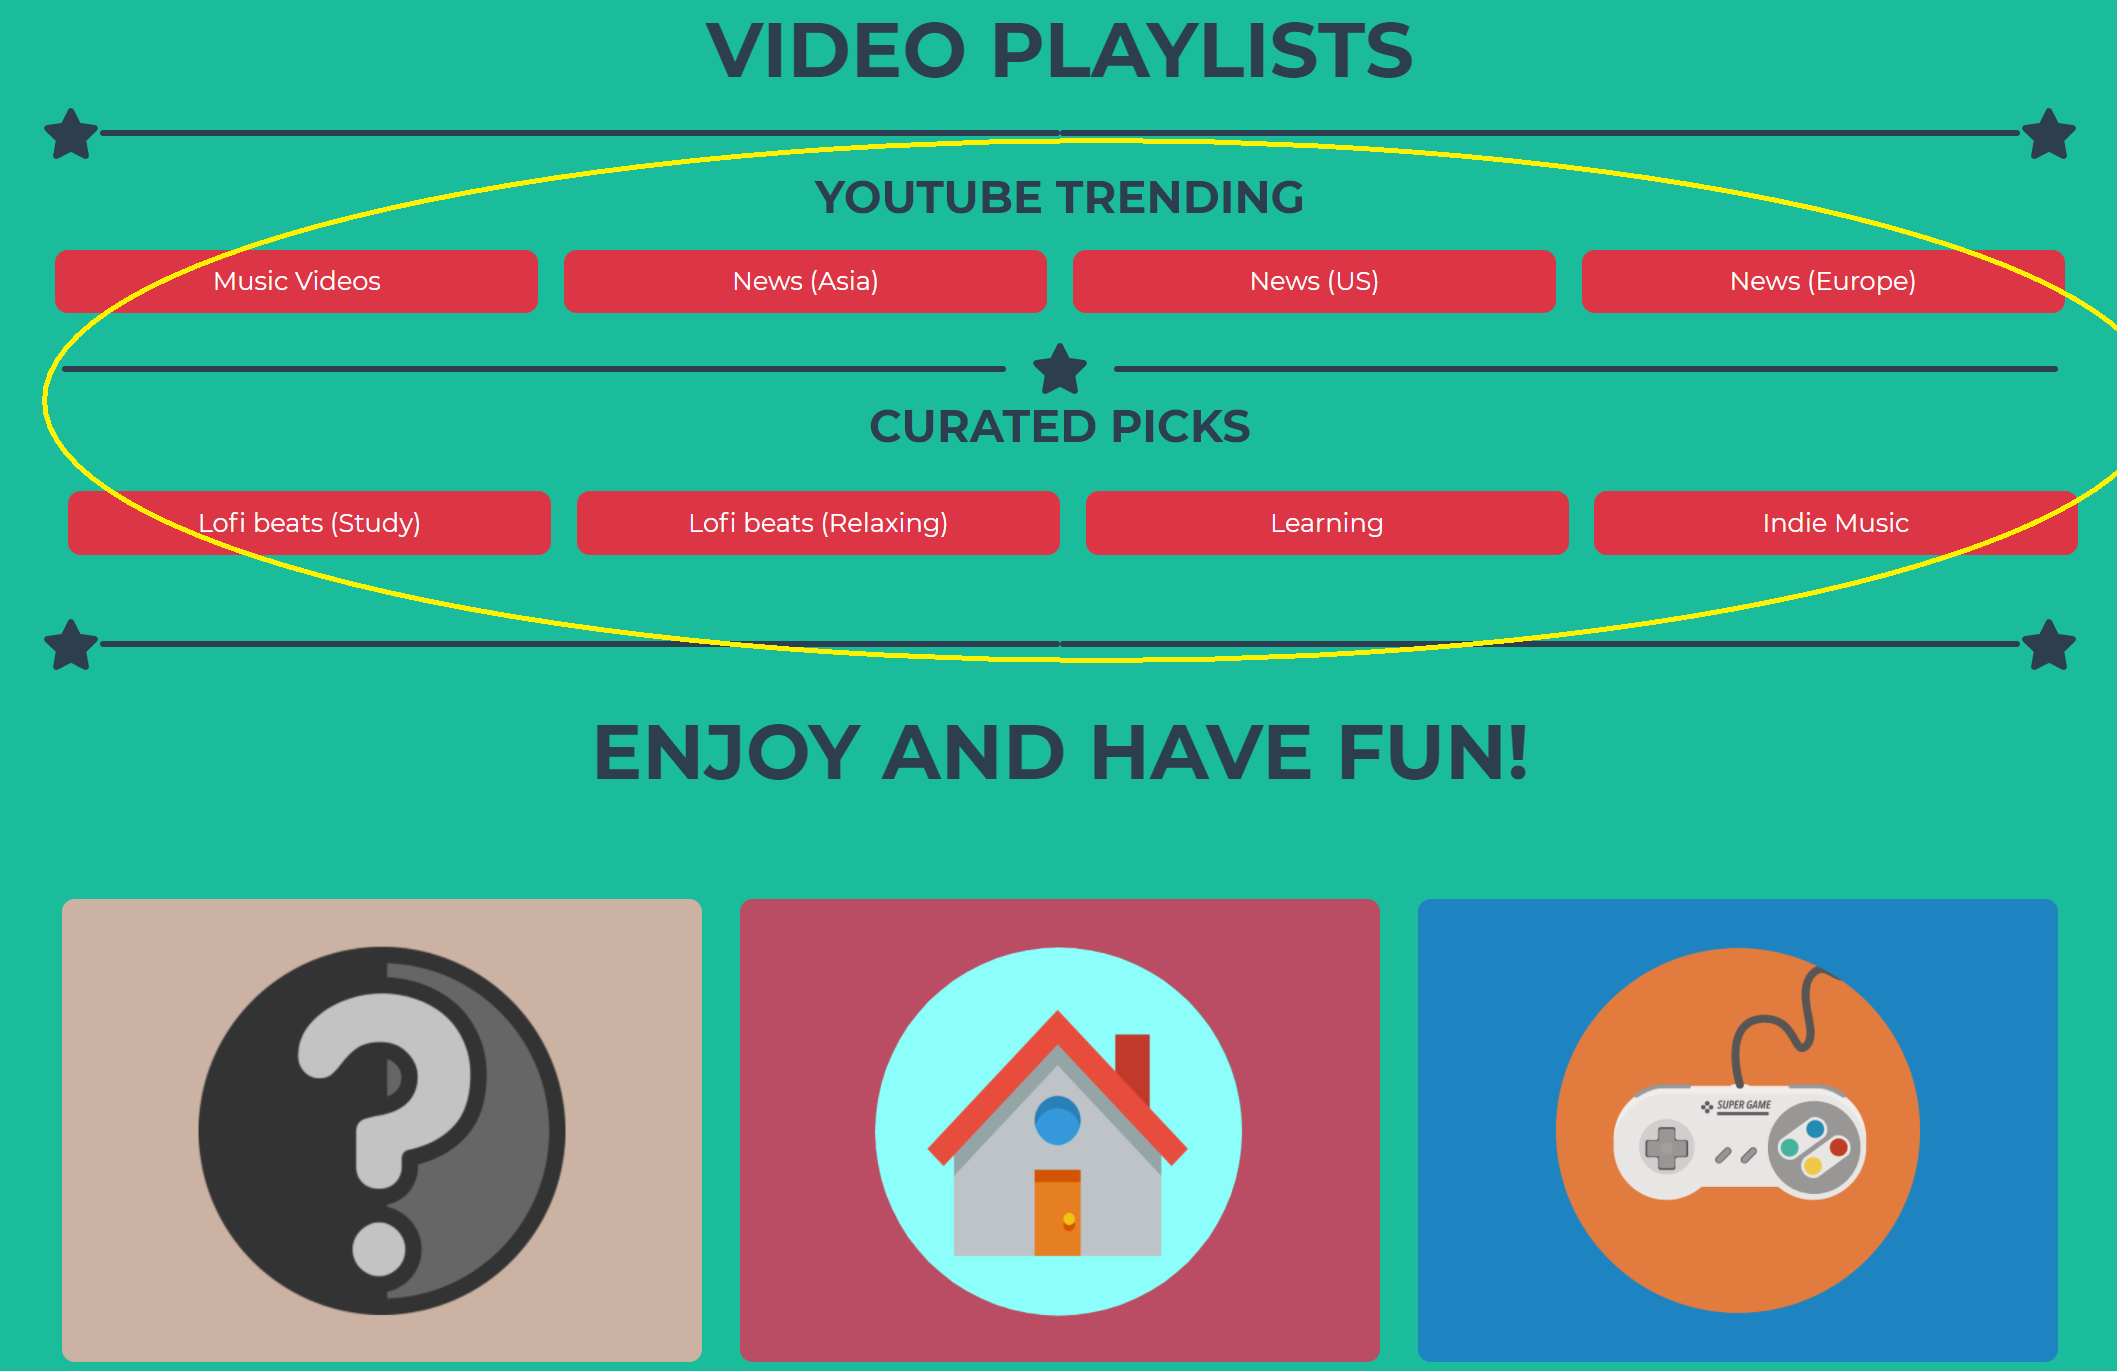 VIDEO PLAYLISTS
YOUTUBE TRENDING
Music Videos News (Asia) News (US) News (Europe)
CURATED PICKS
Lofi beats (Study) Lofi beats (Relaxing) Learning Indie Music
ENJOY AND HAVE FUN!
SUPER GAME